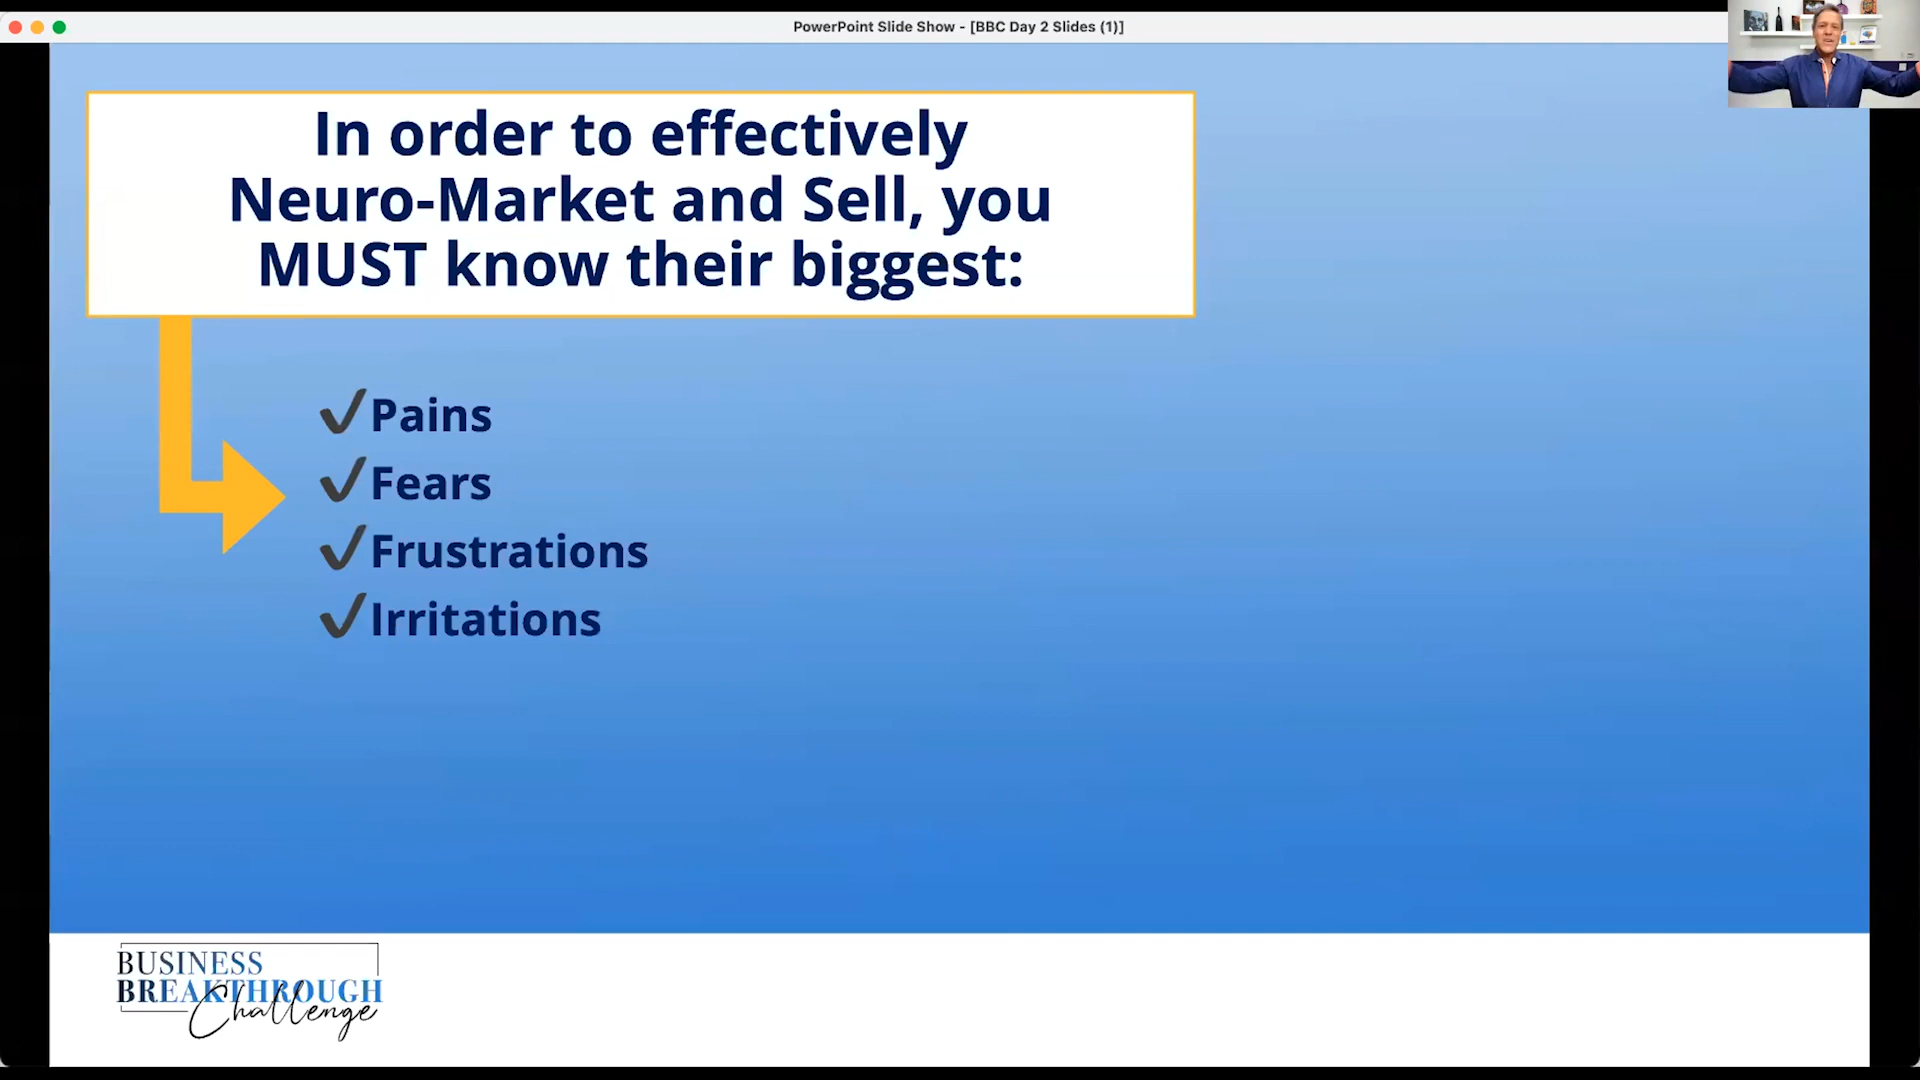 PowerPoint Slide Show - [BBC Day 2 Slides (1)]
In order to effectively
Neuro-Market and Sell, you
MUST know their biggest:
✔Pains
✔Fears
✔Frustrations
✔Irritations
BUSINESS
BREAKTHROUGH
Challenge